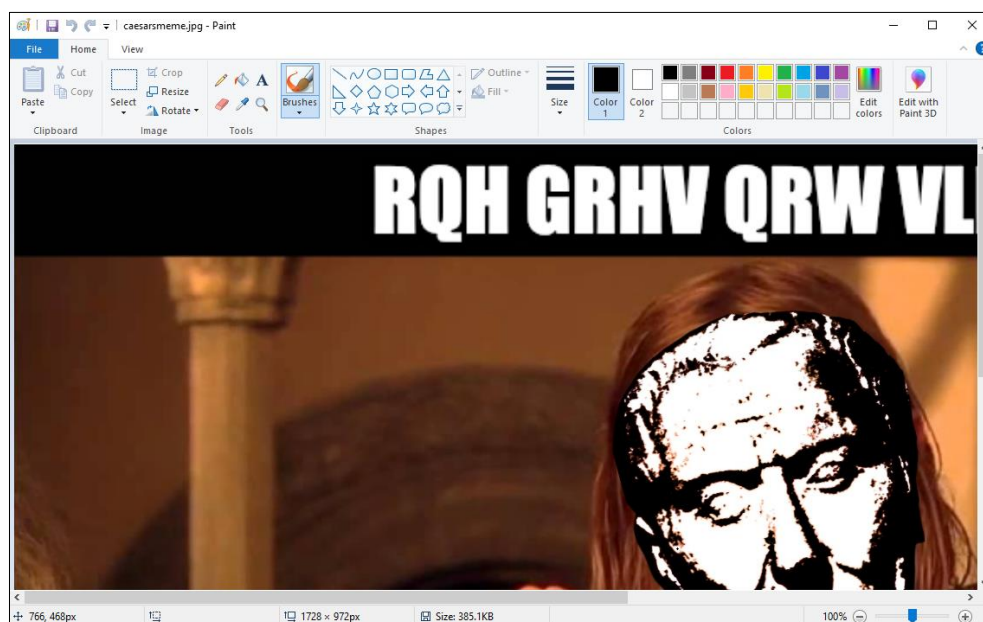 caesarsmeme.jpg - Paint
File Home View
Paste
Cut
Copy
Clipboard
Select
Crop
Resize
Rotate
Image
A
Tools
Brushes
Outline
Fill
Shapes
Size
Color 1
Color 2
Colors
Edit colors
Edit with Paint 3D
RQH GRHV QRW
766, 468px
1728 × 972px
Size: 385.1KB
100%